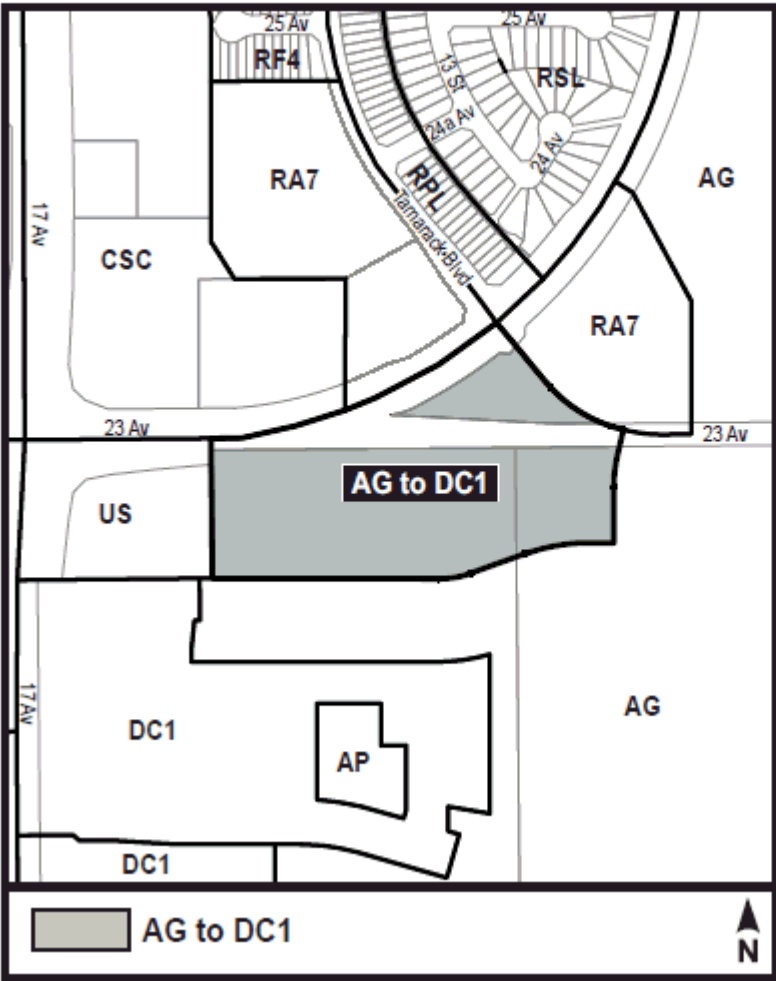 25 Av
25 Av
RF4
13 St
RSL
24a Av
24 Av
RA7
RPL
AG
17 Av
Tamarack Blvd
CSC
RA7
23 Av
23 Av
AG to DC1
US
17 Av
DC1
AG
AP
DC1
AG to DC1
N